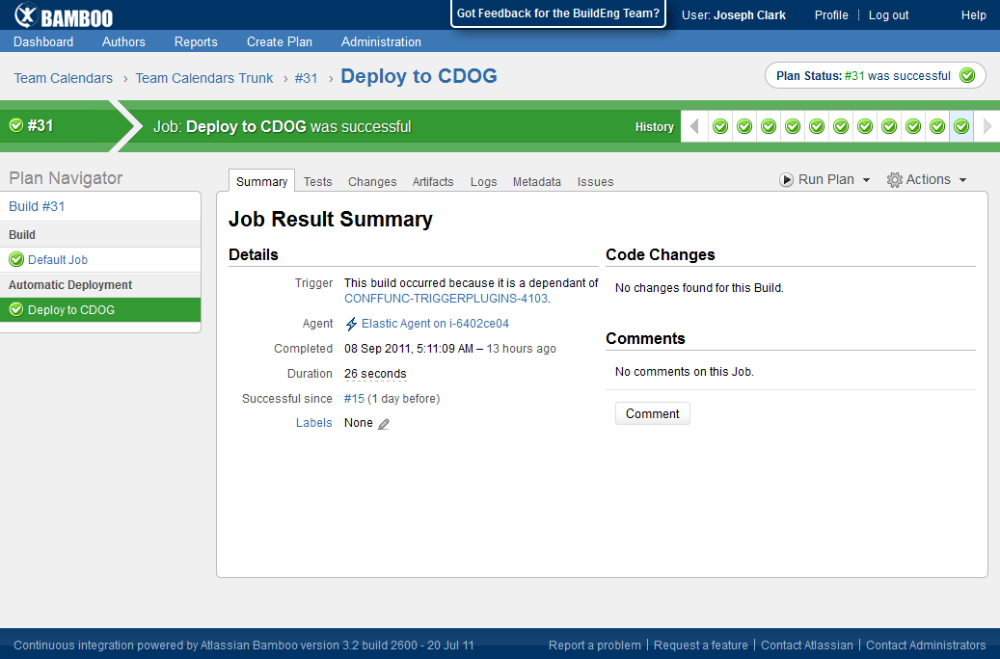 BAMBOO
Got Feedback for the BuildEng Team?
User: Joseph Clark
Profile
Log out
Help
Dashboard
Authors
Reports
Create Plan
Administration
Team Calendars › Team Calendars Trunk › #31 › Deploy to CDOG
Plan Status: #31 was successful
#31
Job: Deploy to CDOG was successful
History
Plan Navigator
Build #31
Build
Default Job
Automatic Deployment
Deploy to CDOG
Summary
Tests
Changes
Artifacts
Logs
Metadata
Issues
Run Plan
Actions
Job Result Summary
Details
Trigger This build occurred because it is a dependant of
CONFFUNC-TRIGGERPLUGINS-4103.
Agent Elastic Agent on i-6402ce04
Completed 08 Sep 2011, 5:11:09 AM – 13 hours ago
Duration 26 seconds
Successful since #15 (1 day before)
Labels None
Code Changes
No changes found for this Build.
Comments
No comments on this Job.
Comment
Continuous integration powered by Atlassian Bamboo version 3.2 build 2600 - 20 Jul 11
Report a problem | Request a feature | Contact Atlassian | Contact Administrators